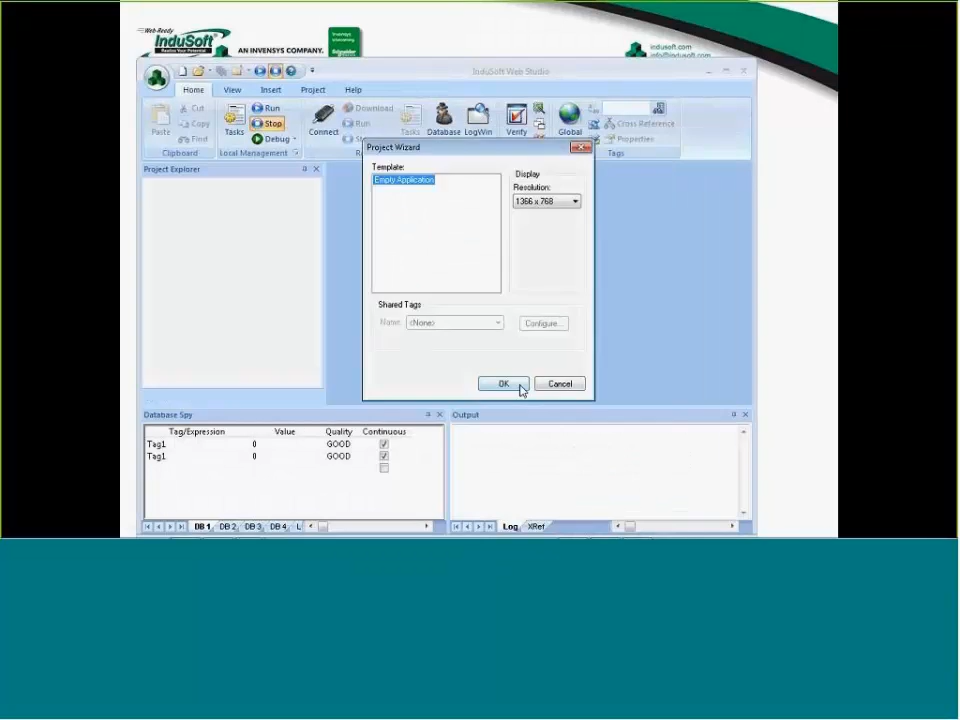 Web-Ready
InduSoft
AN INVENSYS COMPANY.
indusoft.com
InduSoft Web Studio
Home View Insert Project Help
Paste
Cut
Copy
Find
Clipboard
Tasks
Run
Stop
Debug
Local Management
Connect
Download
Run
Tasks
Database
LogWin
Verify
Global
Cross Reference
Properties
Tags
Project Explorer
Project Wizard
Template:
Empty Application
Display
Resolution:
1366 x 768
Shared Tags
Name: <None>
Configure...
OK
Cancel
Database Spy
Tag/Expression Value Quality Continuous
Tag1 0 GOOD
Tag1 0 GOOD
DB 1 DB 2 DB 3 DB 4 L
Output
Log XRef